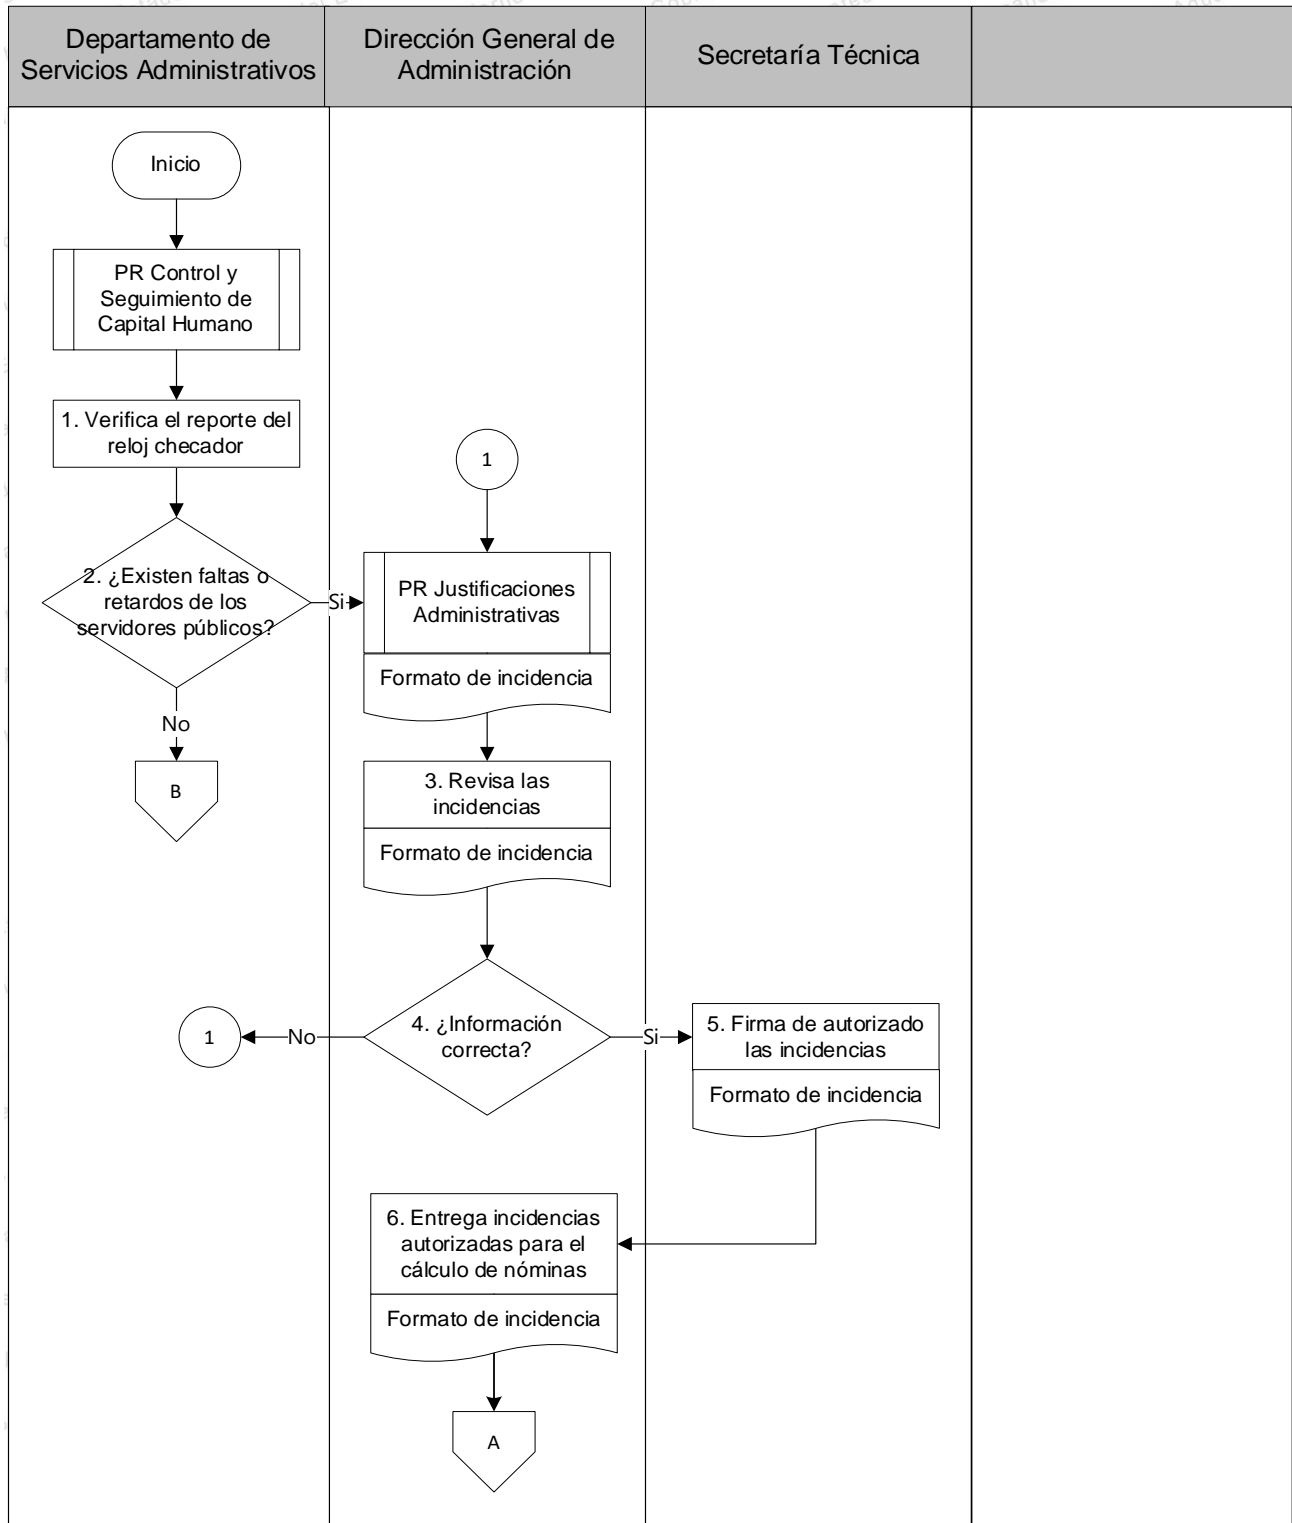 Departamento de
Servicios Administrativos
Dirección General de
Administración
Secretaría Técnica
Inicio
PR Control y
Seguimiento de
Capital Humano
1. Verifica el reporte del
reloj checador
1
2. ¿Existen faltas o
retardos de los
servidores públicos?
Si
PR Justificaciones
Administrativas
Formato de incidencia
No
B
3. Revisa las
incidencias
Formato de incidencia
1
No
4. ¿Información
correcta?
Si
5. Firma de autorizado
las incidencias
Formato de incidencia
6. Entrega incidencias
autorizadas para el
cálculo de nóminas
Formato de incidencia
A